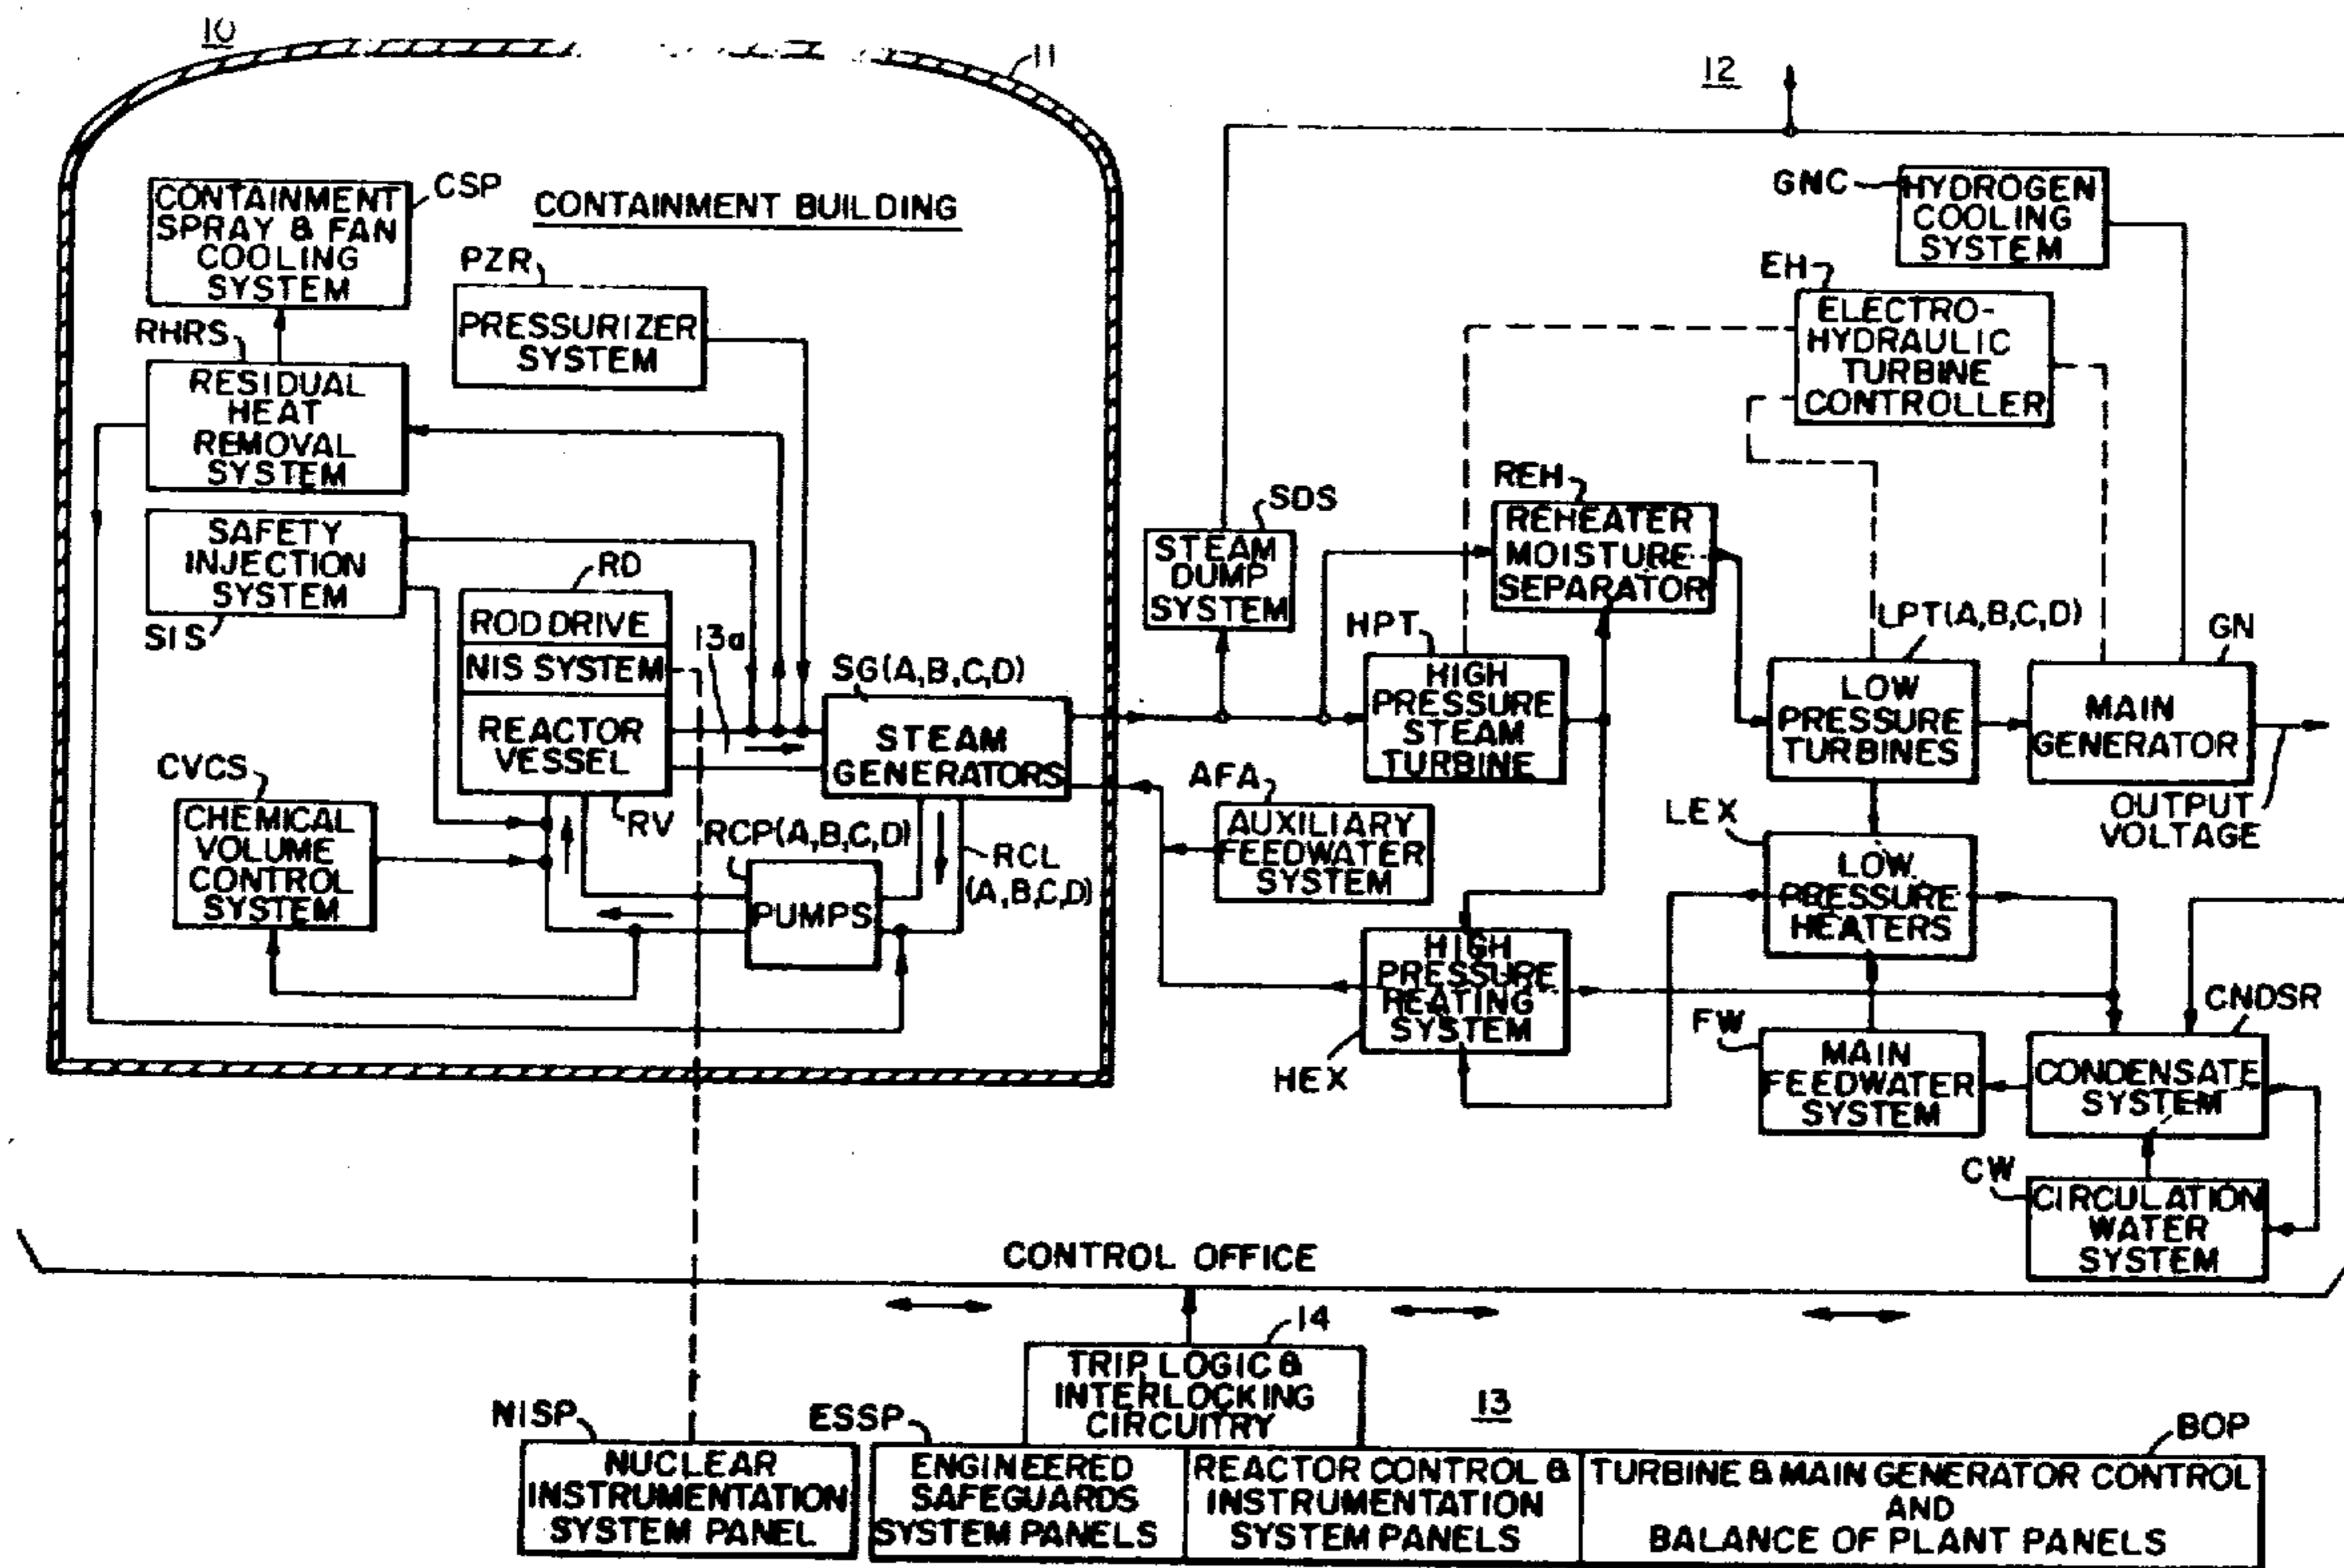 10
11
12
CONTAINMENT
SPRAY & FAN
COOLING
SYSTEM
CSP
CONTAINMENT BUILDING
PZR
PRESSURIZER
SYSTEM
RHRS
RESIDUAL
HEAT
REMOVAL
SYSTEM
SAFETY
INJECTION
SYSTEM
SIS
RD
ROD DRIVE
NIS SYSTEM
REACTOR
VESSEL
RV
13a
SG(A,B,C,D)
STEAM
GENERATORS
CVCS
CHEMICAL
VOLUME
CONTROL
SYSTEM
RCP(A,B,C,D)
PUMPS
RCL
(A,B,C,D)
GNC
HYDROGEN
COOLING
SYSTEM
EH
ELECTRO-
HYDRAULIC
TURBINE
CONTROLLER
SDS
STEAM
DUMP
SYSTEM
REH
REHEATER
MOISTURE
SEPARATOR
HPT
HIGH
PRESSURE
STEAM
TURBINE
LPT(A,B,C,D)
LOW
PRESSURE
TURBINES
GN
MAIN
GENERATOR
OUTPUT
VOLTAGE
AFA
AUXILIARY
FEEDWATER
SYSTEM
LEX
LOW
PRESSURE
HEATERS
HIGH
PRESSURE
HEATING
SYSTEM
HEX
FW
MAIN
FEEDWATER
SYSTEM
CNDSR
CONDENSATE
SYSTEM
CW
CIRCULATION
WATER
SYSTEM
CONTROL OFFICE
14
TRIP LOGIC &
INTERLOCKING
CIRCUITRY
13
NISP
NUCLEAR
INSTRUMENTATION
SYSTEM PANEL
ESSP
ENGINEERED
SAFEGUARDS
SYSTEM PANELS
REACTOR CONTROL &
INSTRUMENTATION
SYSTEM PANELS
BOP
TURBINE & MAIN GENERATOR CONTROL
AND
BALANCE OF PLANT PANELS